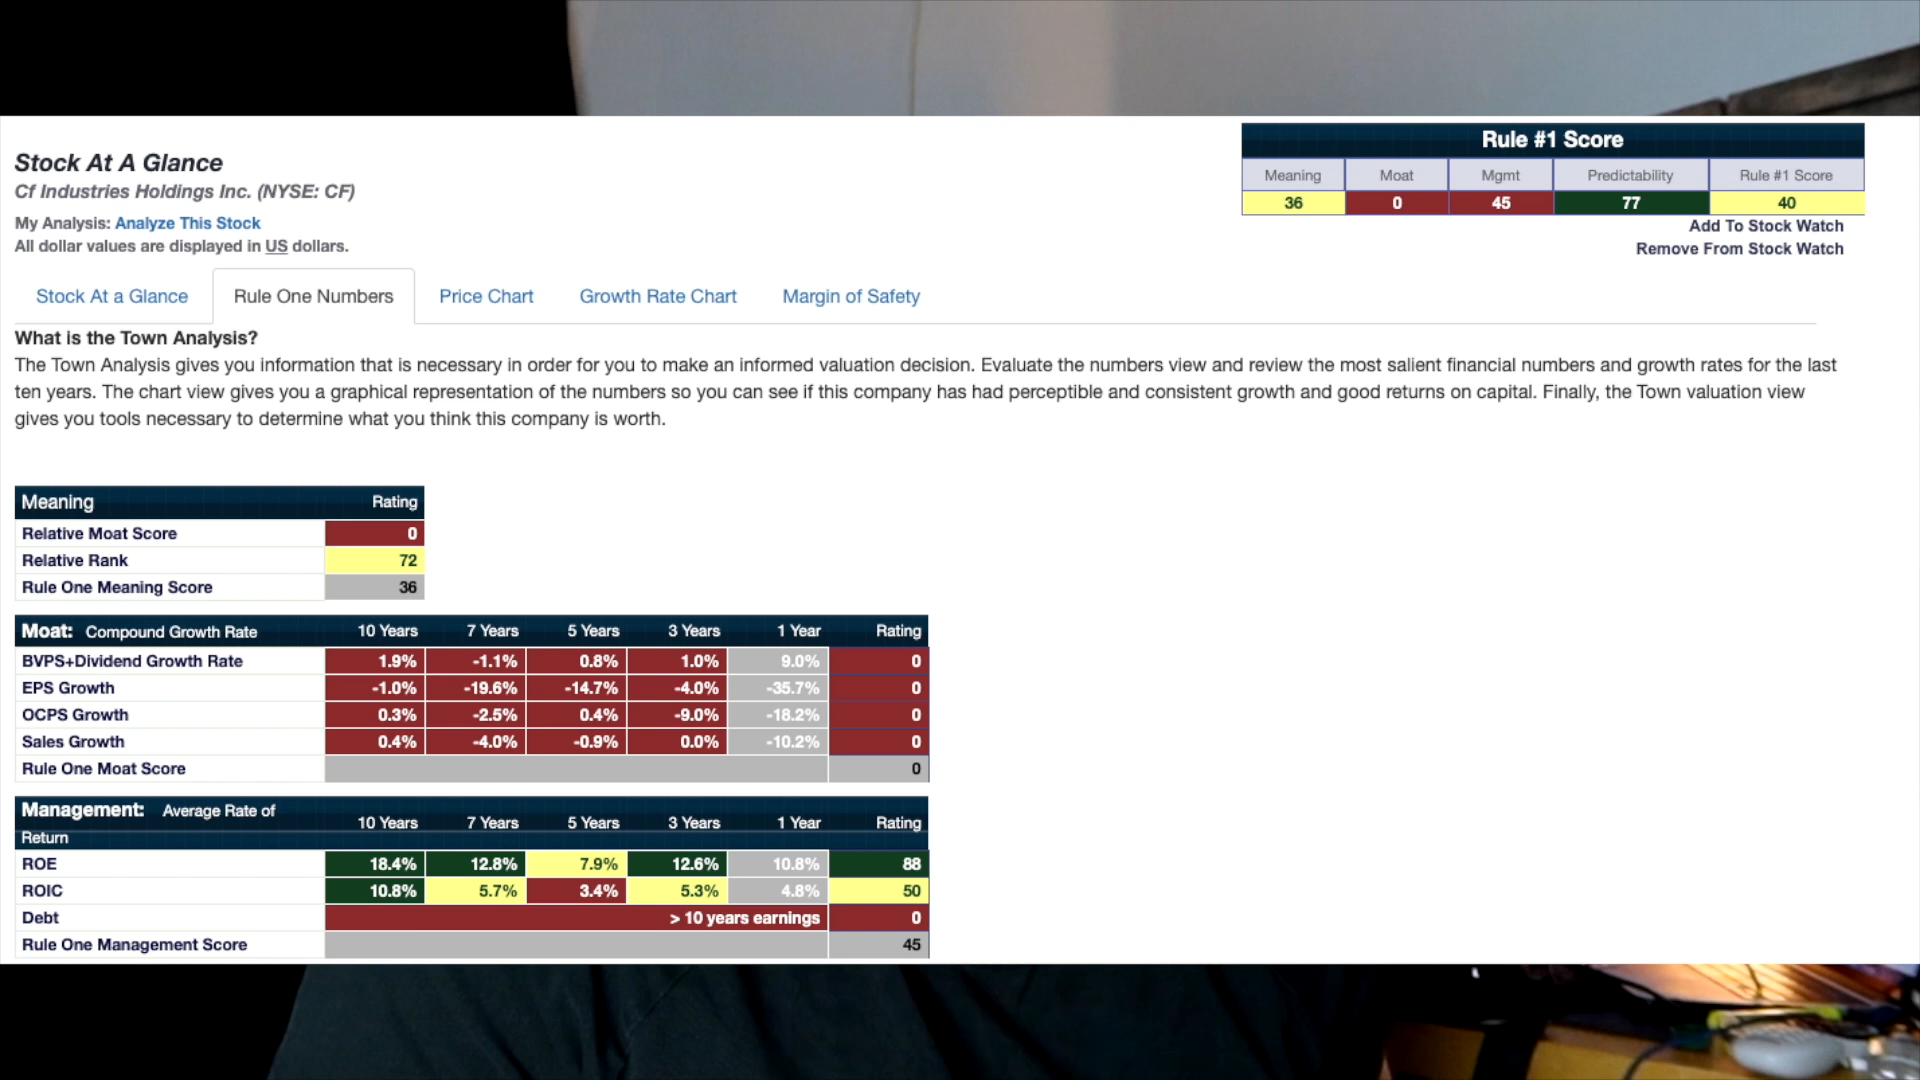 Stock At A Glance
Cf Industries Holdings Inc. (NYSE: CF)
My Analysis: Analyze This Stock
All dollar values are displayed in US dollars.
Rule #1 Score
Meaning Moat Mgmt Predictability Rule #1 Score
36 0 45 77 40
Add To Stock Watch
Remove From Stock Watch
Stock At a Glance Rule One Numbers Price Chart Growth Rate Chart Margin of Safety
What is the Town Analysis?
The Town Analysis gives you information that is necessary in order for you to make an informed valuation decision. Evaluate the numbers view and review the most salient financial numbers and growth rates for the last
ten years. The chart view gives you a graphical representation of the numbers so you can see if this company has had perceptible and consistent growth and good returns on capital. Finally, the Town valuation view
gives you tools necessary to determine what you think this company is worth.
Meaning Rating
Relative Moat Score 0
Relative Rank 72
Rule One Meaning Score 36
Moat: Compound Growth Rate 10 Years 7 Years 5 Years 3 Years 1 Year Rating
BVPS+Dividend Growth Rate 1.9% -1.1% 0.8% 1.0% 9.0% 0
EPS Growth -1.0% -19.6% -14.7% -4.0% -35.7% 0
OCPS Growth 0.3% -2.5% 0.4% -9.0% -18.2% 0
Sales Growth 0.4% -4.0% -0.9% 0.0% -10.2% 0
Rule One Moat Score 0
Management: Average Rate of
Return 10 Years 7 Years 5 Years 3 Years 1 Year Rating
ROE 18.4% 12.8% 7.9% 12.6% 10.8% 88
ROIC 10.8% 5.7% 3.4% 5.3% 4.8% 50
Debt > 10 years earnings 0
Rule One Management Score 45